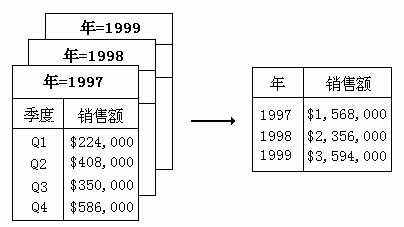 年=1999
年=1998
年=1997
季度 销售额
Q1 $224,000
Q2 $408,000
Q3 $350,000
Q4 $586,000
年 销售额
1997 $1,568,000
1998 $2,356,000
1999 $3,594,000